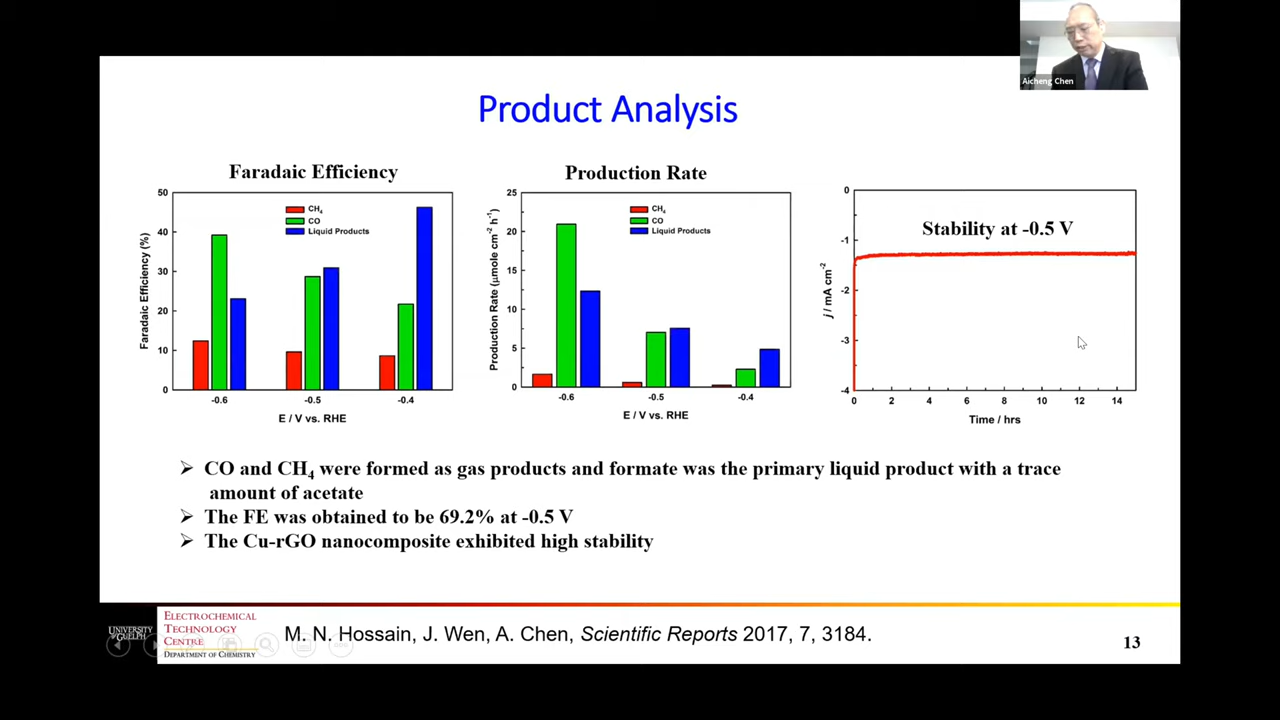 Aicheng Chen
Product Analysis
Faradaic Efficiency
50
40
30
20
10
0
Faradaic Efficiency (%)
CH4
CO
Liquid Products
-0.6
-0.5
-0.4
E / V vs. RHE
Production Rate
25
20
15
10
5
0
Production Rate (μmole cm-2 h-1)
CH4
CO
Liquid Products
-0.6
-0.5
-0.4
E / V vs. RHE
0
-1
-2
-3
-4
j / mA cm-2
Stability at -0.5 V
0
2
4
6
8
10
12
14
Time / hrs
➢ CO and CH4 were formed as gas products and formate was the primary liquid product with a trace
amount of acetate
➢ The FE was obtained to be 69.2% at -0.5 V
➢ The Cu-rGO nanocomposite exhibited high stability
UNIVERSITY
OF GUELPH
ELECTROCHEMICAL
TECHNOLOGY
CENTRE
DEPARTMENT OF CHEMISTRY
M. N. Hossain, J. Wen, A. Chen, Scientific Reports 2017, 7, 3184.
13